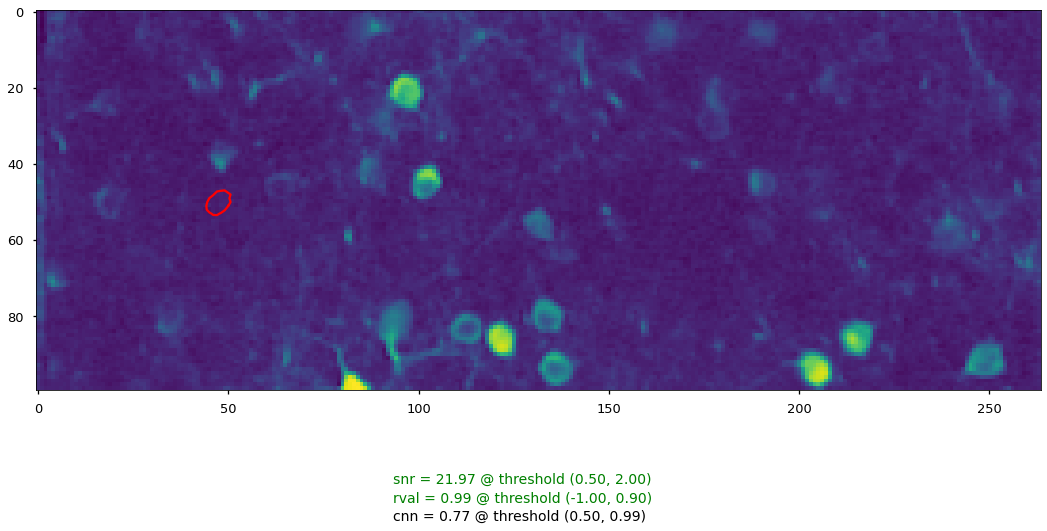 0
20
40
60
80
0 50 100 150 200 250
snr = 21.97 @ threshold (0.50, 2.00)
rval = 0.99 @ threshold (-1.00, 0.90)
cnn = 0.77 @ threshold (0.50, 0.99)